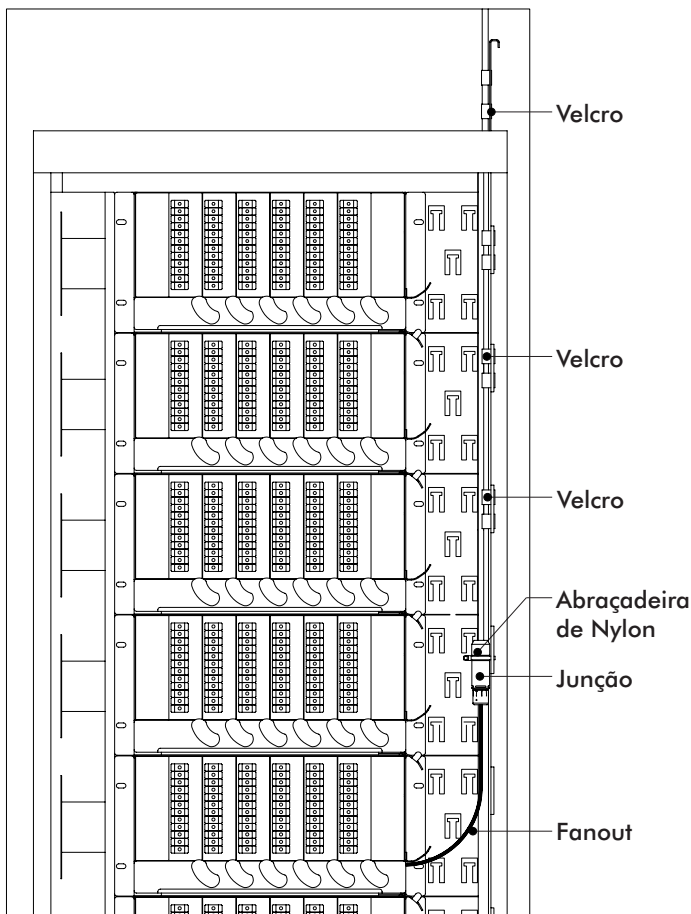 Velcro
Velcro
Velcro
Abraçadeira
de Nylon
Junção
Fanout